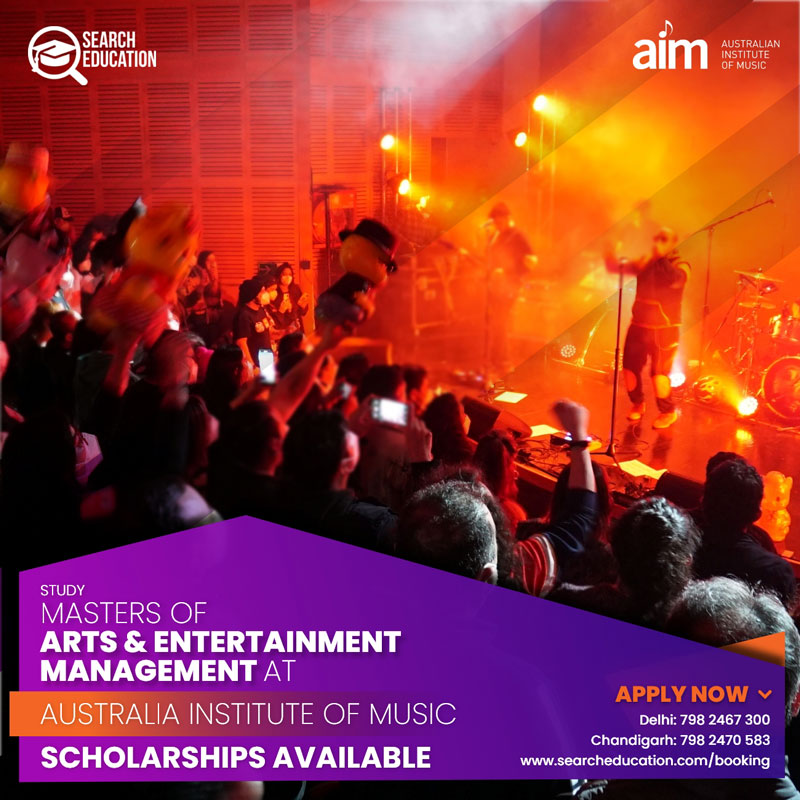 SEARCH
EDUCATION
aim
AUSTRALIAN
INSTITUTE
OF MUSIC
STUDY
MASTERS OF
ARTS & ENTERTAINMENT
MANAGEMENT AT
AUSTRALIA INSTITUTE OF MUSIC
SCHOLARSHIPS AVAILABLE
APPLY NOW
Delhi: 798 2467 300
Chandigarh: 798 2470 583
www.searcheducation.com/booking